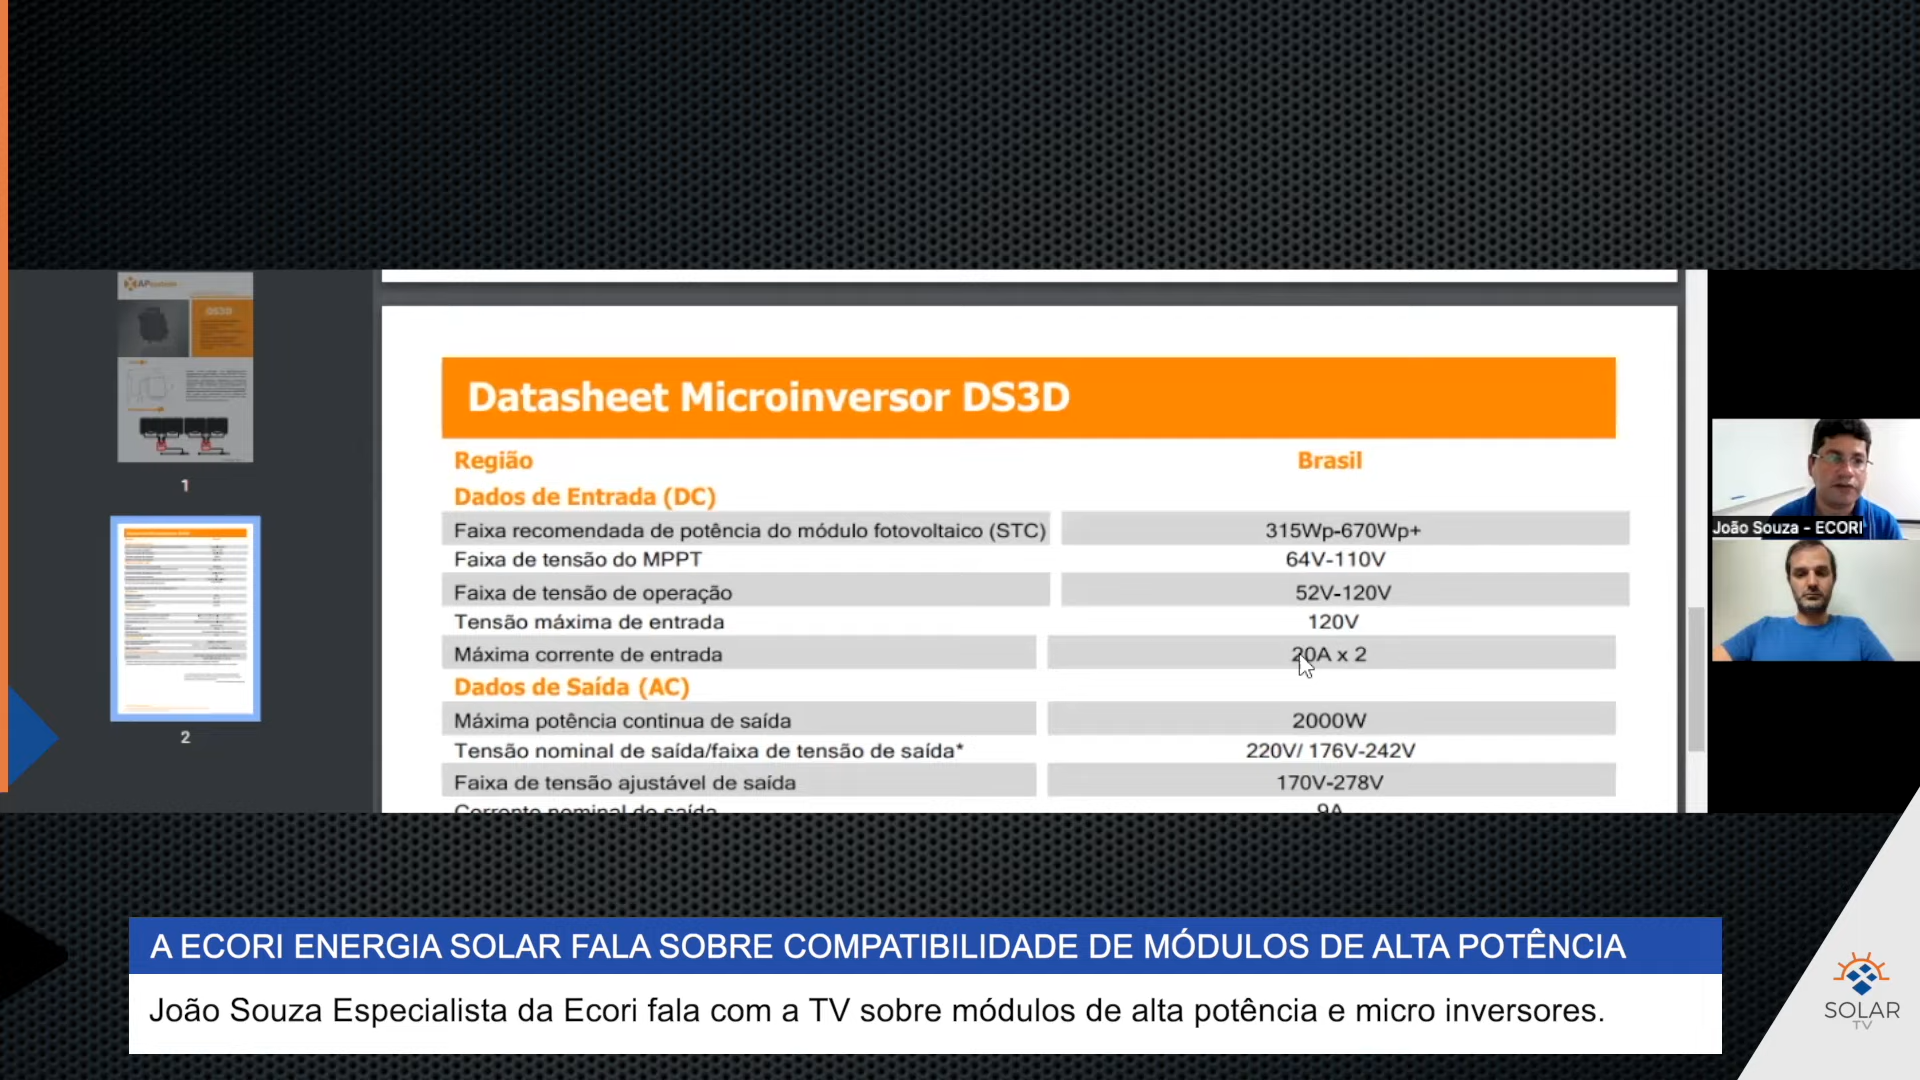 APsystems
DS3D
1
2
Datasheet Microinversor DS3D
Região Brasil
Dados de Entrada (DC)
Faixa recomendada de potência do módulo fotovoltaico (STC) 315Wp-670Wp+
Faixa de tensão do MPPT 64V-110V
Faixa de tensão de operação 52V-120V
Tensão máxima de entrada 120V
Máxima corrente de entrada 20A x 2
Dados de Saída (AC)
Máxima potência continua de saída 2000W
Tensão nominal de saída/faixa de tensão de saída* 220V/ 176V-242V
Faixa de tensão ajustável de saída 170V-278V
Corrente nominal de saída 9A
João Souza - ECORI
A ECORI ENERGIA SOLAR FALA SOBRE COMPATIBILIDADE DE MÓDULOS DE ALTA POTÊNCIA
João Souza Especialista da Ecori fala com a TV sobre módulos de alta potência e micro inversores.
SOLAR
TV